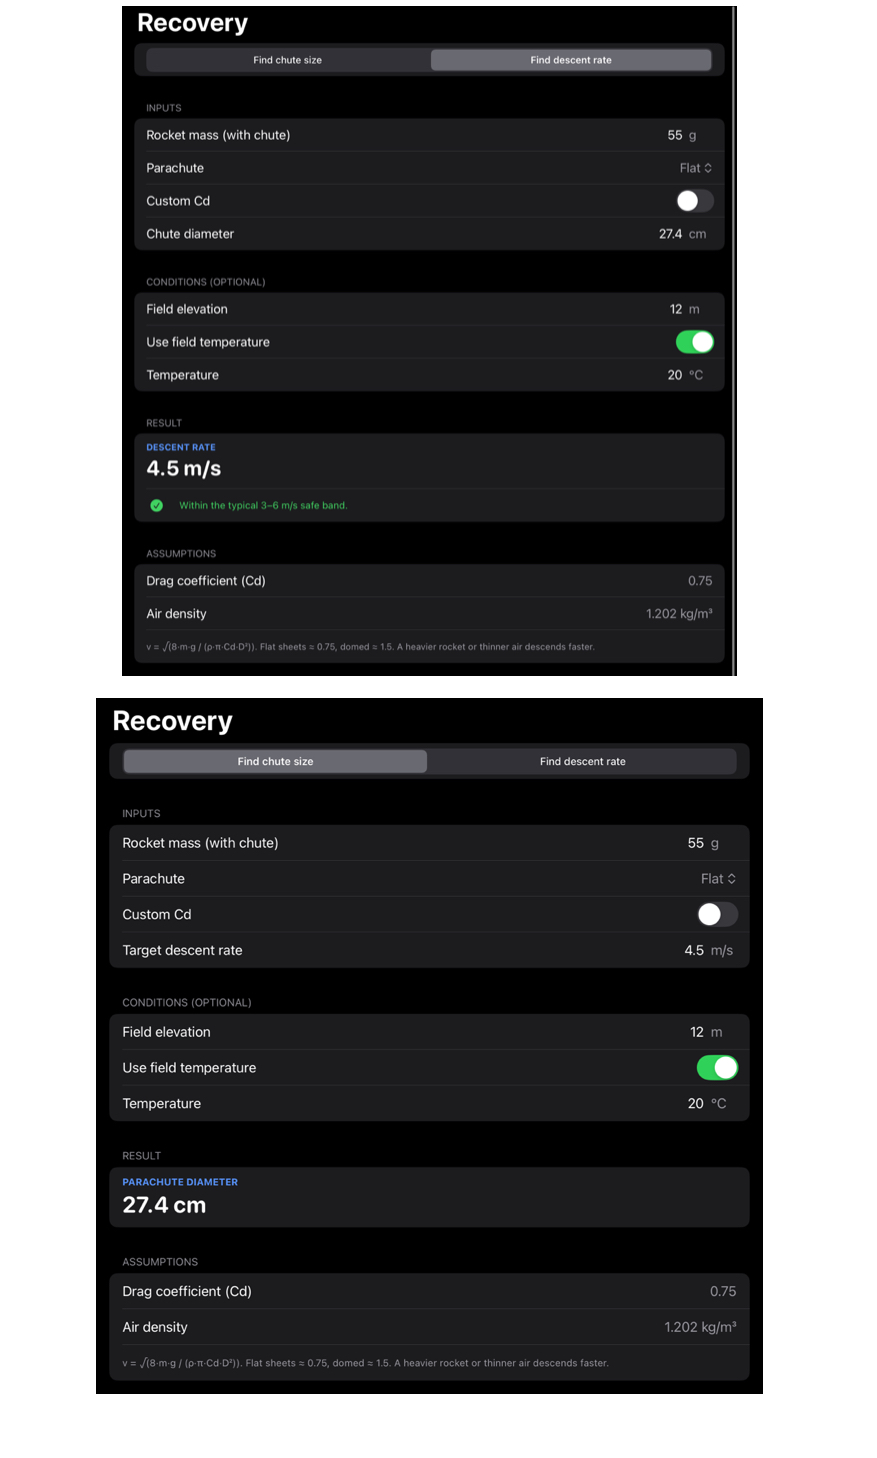 Recovery
Find chute size Find descent rate
INPUTS
Rocket mass (with chute) 55 g
Parachute Flat
Custom Cd
Chute diameter 27.4 cm
CONDITIONS (OPTIONAL)
Field elevation 12 m
Use field temperature
Temperature 20 °C
RESULT
DESCENT RATE
4.5 m/s
Within the typical 3–6 m/s safe band.
ASSUMPTIONS
Drag coefficient (Cd) 0.75
Air density 1.202 kg/m³
v = √(8·m·g / (ρ·π·Cd·D²)). Flat sheets ≈ 0.75, domed ≈ 1.5. A heavier rocket or thinner air descends faster.
Recovery
Find chute size Find descent rate
INPUTS
Rocket mass (with chute) 55 g
Parachute Flat
Custom Cd
Target descent rate 4.5 m/s
CONDITIONS (OPTIONAL)
Field elevation 12 m
Use field temperature
Temperature 20 °C
RESULT
PARACHUTE DIAMETER
27.4 cm
ASSUMPTIONS
Drag coefficient (Cd) 0.75
Air density 1.202 kg/m³
v = √(8·m·g / (ρ·π·Cd·D²)). Flat sheets ≈ 0.75, domed ≈ 1.5. A heavier rocket or thinner air descends faster.